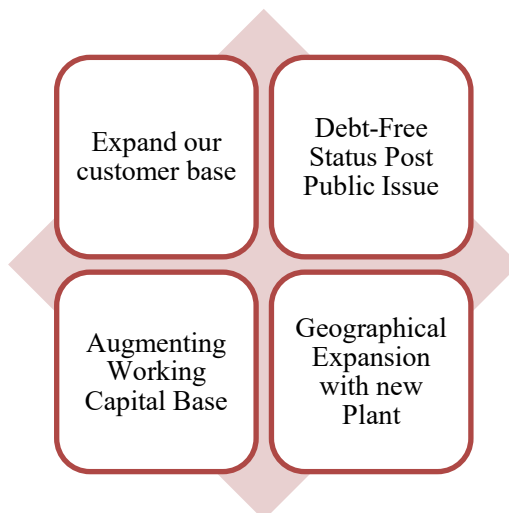 Expand our
customer base
Debt-Free
Status Post
Public Issue
Augmenting
Working
Capital Base
Geographical
Expansion
with new
Plant